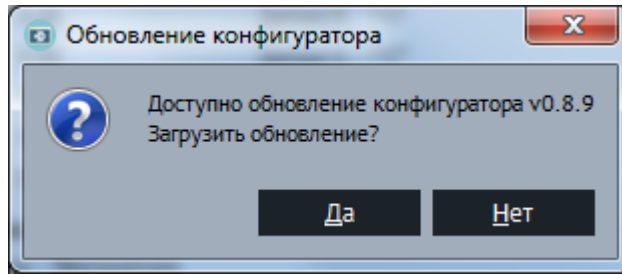 Обновление конфигуратора
Доступно обновление конфигуратора v0.8.9
Загрузить обновление?
Да
Нет